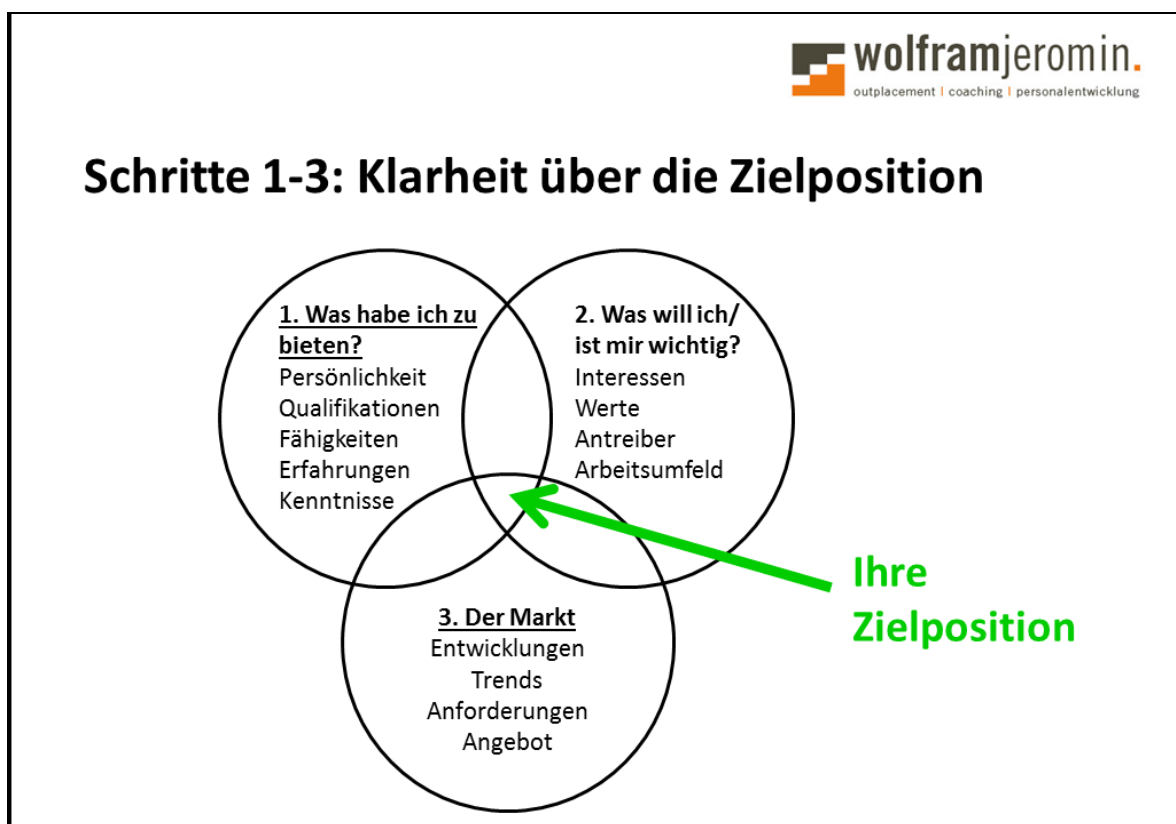 wolframjeromin.
outplacement | coaching | personalentwicklung
Schritte 1-3: Klarheit über die Zielposition
1. Was habe ich zu
bieten?
Persönlichkeit
Qualifikationen
Fähigkeiten
Erfahrungen
Kenntnisse
2. Was will ich/
ist mir wichtig?
Interessen
Werte
Antreiber
Arbeitsumfeld
Ihre
Zielposition
3. Der Markt
Entwicklungen
Trends
Anforderungen
Angebot